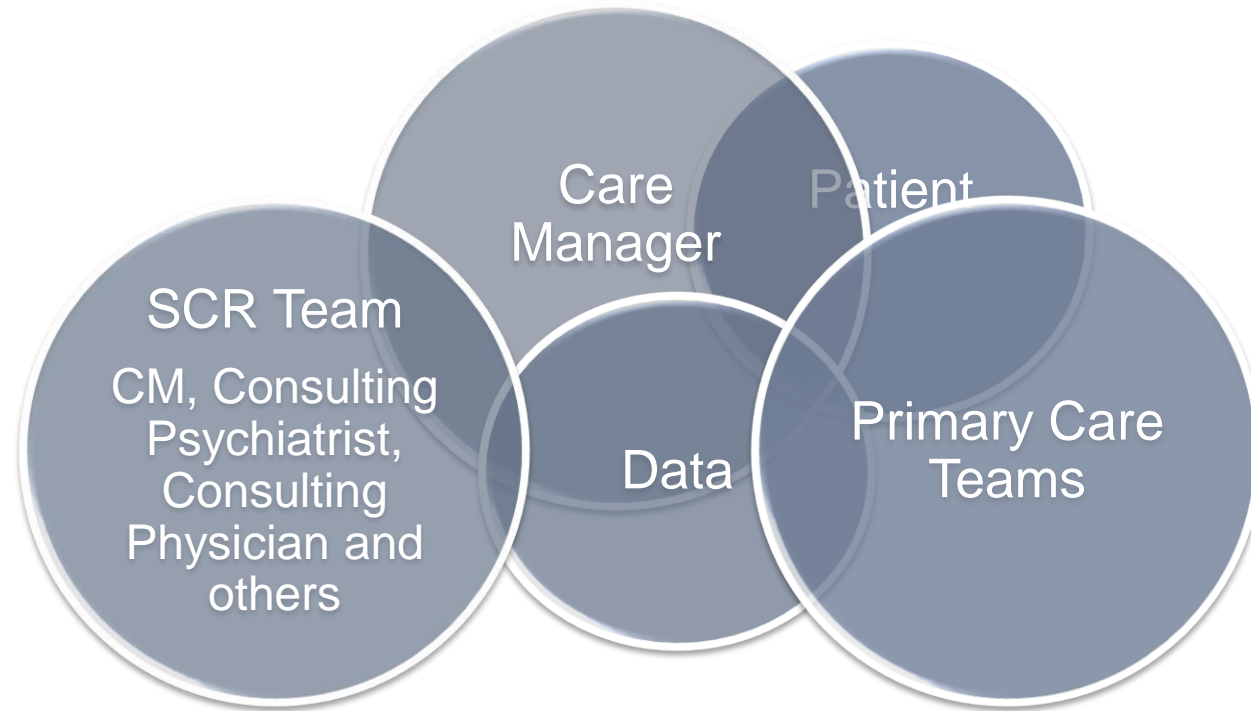 Care
Manager
Patient
SCR Team
CM, Consulting
Psychiatrist,
Consulting
Physician and
others
Data
Primary Care
Teams